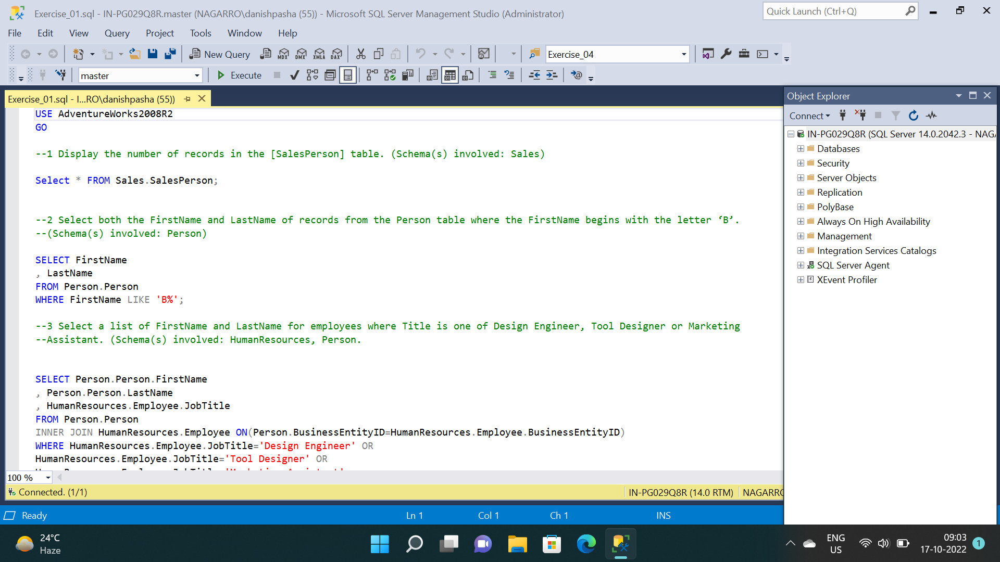 Exercise_01.sql - IN-PG029Q8R.master (NAGARRO\danishpasha (55)) - Microsoft SQL Server Management Studio (Administrator)
Quick Launch (Ctrl+Q)
File Edit View Query Project Tools Window Help
New Query MDX DMX XMLA DAX Exercise_04
master Execute
Exercise_01.sql - I...RO\danishpasha (55))
USE AdventureWorks2008R2
GO
--1 Display the number of records in the [SalesPerson] table. (Schema(s) involved: Sales)
Select * FROM Sales.SalesPerson;
--2 Select both the FirstName and LastName of records from the Person table where the FirstName begins with the letter ‘B’.
--(Schema(s) involved: Person)
SELECT FirstName
, LastName
FROM Person.Person
WHERE FirstName LIKE 'B%';
--3 Select a list of FirstName and LastName for employees where Title is one of Design Engineer, Tool Designer or Marketing
--Assistant. (Schema(s) involved: HumanResources, Person.
SELECT Person.Person.FirstName
, Person.Person.LastName
, HumanResources.Employee.JobTitle
FROM Person.Person
INNER JOIN HumanResources.Employee ON(Person.BusinessEntityID=HumanResources.Employee.BusinessEntityID)
WHERE HumanResources.Employee.JobTitle='Design Engineer' OR
HumanResources.Employee.JobTitle='Tool Designer' OR
100 %
Connected. (1/1)
IN-PG029Q8R (14.0 RTM) NAGARRO
Object Explorer
Connect
IN-PG029Q8R (SQL Server 14.0.2042.3 - NAGA
Databases
Security
Server Objects
Replication
PolyBase
Always On High Availability
Management
Integration Services Catalogs
SQL Server Agent
XEvent Profiler
Ready Ln 1 Col 1 Ch 1 INS
24°C
Haze
ENG
US
09:03
17-10-2022
1